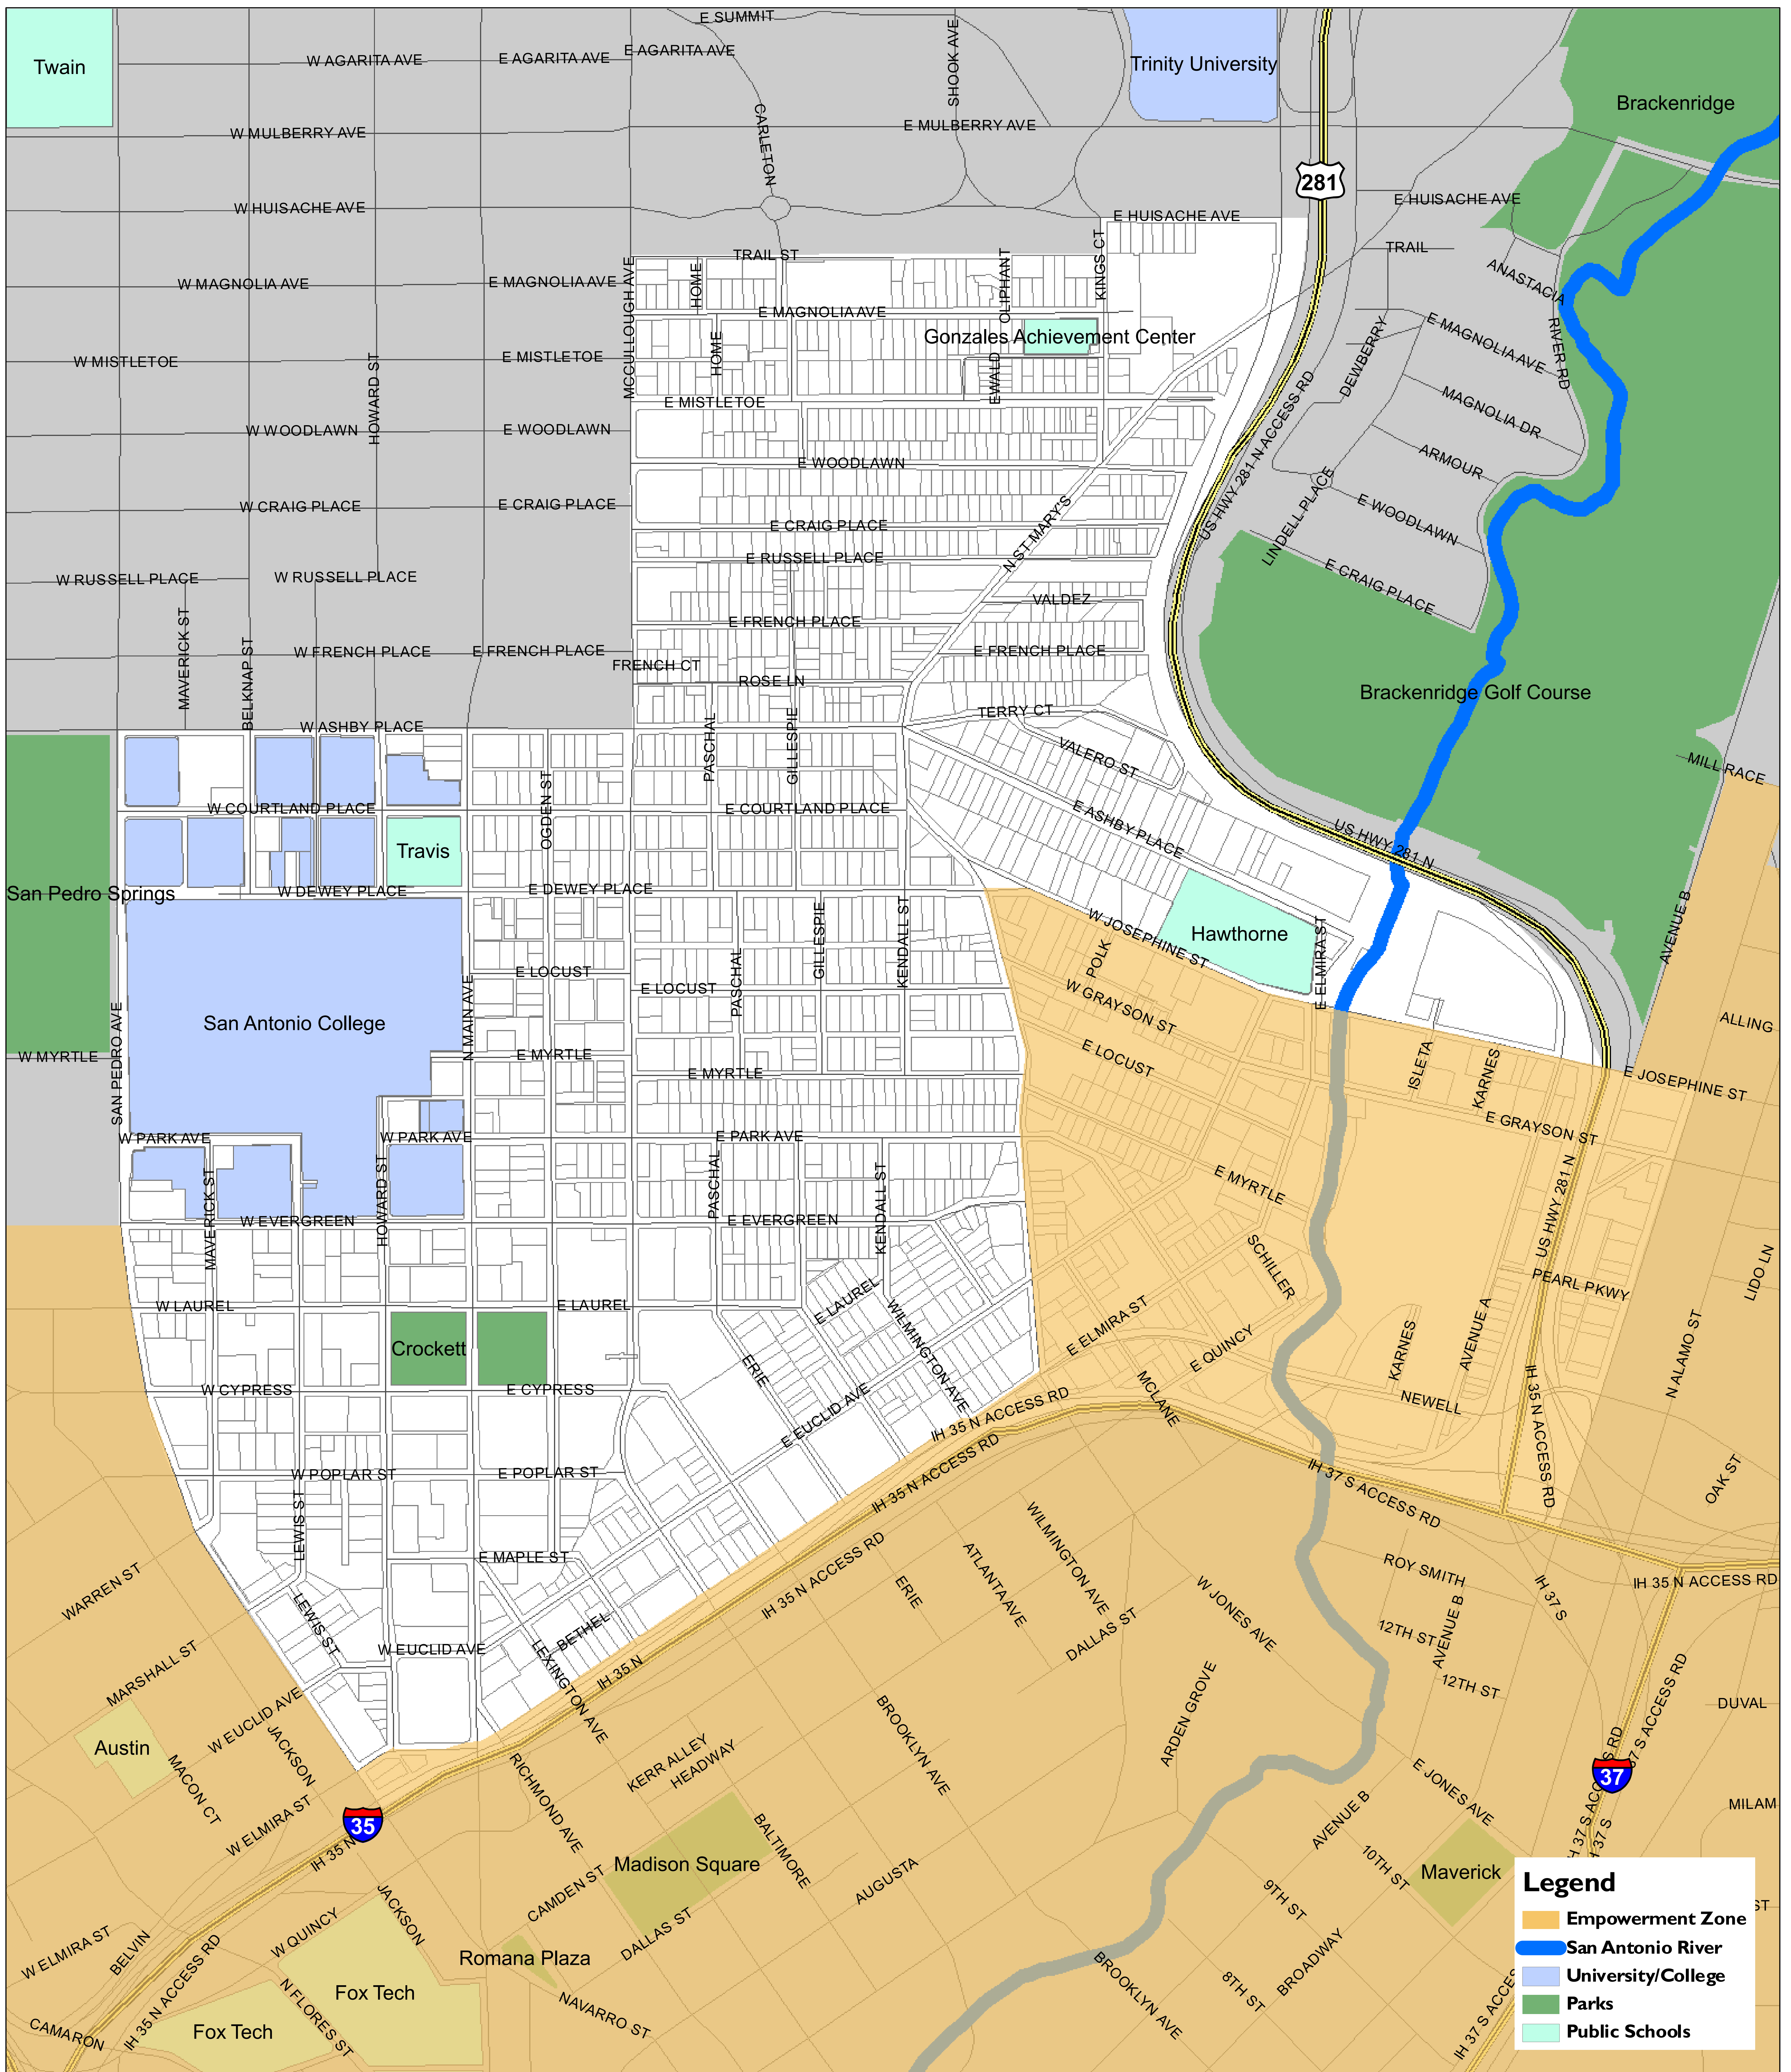 E SUMMIT
W AGARITA AVE
E AGARITA AVE
E AGARITA AVE
SHOOK AVE
Trinity University
Twain
Brackenridge
W MULBERRY AVE
E MULBERRY AVE
CARLETON
281
W HUISACHE AVE
E HUISACHE AVE
E HUISACHE AVE
TRAIL ST
TRAIL
KINGS CT
OLIPHANT
HOME
MCCULLOUGH AVE
W MAGNOLIA AVE
E MAGNOLIA AVE
E MAGNOLIA AVE
ANASTACIA
RIVER RD
E MAGNOLIA AVE
DEWBERRY
Gonzales Achievement Center
HOME
EWALD
W MISTLETOE
E MISTLETOE
E MISTLETOE
HOWARD ST
MAGNOLIA DR
US HWY 281 N ACCESS RD
W WOODLAWN
E WOODLAWN
E WOODLAWN
ARMOUR
W CRAIG PLACE
E CRAIG PLACE
E CRAIG PLACE
LINDELL PLACE
E WOODLAWN
N ST MARY'S
E RUSSELL PLACE
W RUSSELL PLACE
W RUSSELL PLACE
E CRAIG PLACE
VALDEZ
MAVERICK ST
BELKNAP ST
E FRENCH PLACE
W FRENCH PLACE
E FRENCH PLACE
E FRENCH PLACE
FRENCH CT
ROSE LN
Brackenridge Golf Course
TERRY CT
W ASHBY PLACE
PASCHAL
GILLESPIE
VALERO ST
MILL RACE
OGDEN ST
W COURTLAND PLACE
E COURTLAND PLACE
E ASHBY PLACE
US HWY 281 N
Travis
San Pedro Springs
W DEWEY PLACE
E DEWEY PLACE
AVENUE B
W JOSEPHINE ST
Hawthorne
E ELMIRA ST
POLK
GILLESPIE
KENDALL ST
PASCHAL
E LOCUST
E LOCUST
W GRAYSON ST
San Antonio College
N MAIN AVE
SAN PEDRO AVE
W MYRTLE
E MYRTLE
E MYRTLE
E LOCUST
ISLETA
KARNES
ALLING
E JOSEPHINE ST
E GRAYSON ST
W PARK AVE
W PARK AVE
E PARK AVE
MAVERICK ST
HOWARD ST
PASCHAL
KENDALL ST
E MYRTLE
US HWY 281 N
W EVERGREEN
E EVERGREEN
SCHILLER
PEARL PKWY
LIDO LN
W LAUREL
E LAUREL
E LAUREL
WILMINGTON AVE
E ELMIRA ST
E QUINCY
KARNES
AVENUE A
N ALAMO ST
Crockett
ERIE
MCLANE
NEWELL
IH 35 N ACCESS RD
W CYPRESS
E CYPRESS
E EUCLID AVE
IH 35 N ACCESS RD
IH 35 N ACCESS RD
W POPLAR ST
E POPLAR ST
IH 37 S ACCESS RD
OAK ST
LEWIS ST
E MAPLE ST
IH 35 N ACCESS RD
ERIE
ATLANTA AVE
WILMINGTON AVE
DALLAS ST
W JONES AVE
ROY SMITH
IH 37 S
IH 35 N ACCESS RD
WARREN ST
LEWIS ST
12TH ST
AVENUE B
BETHEL
W EUCLID AVE
LEXINGTON AVE
IH 35 N
MARSHALL ST
12TH ST
W EUCLID AVE
JACKSON
Austin
MACON CT
ARDEN GROVE
BROOKLYN AVE
DUVAL
37 S ACCESS RD
37
KERR ALLEY
HEADWAY
RICHMOND AVE
E JONES AVE
AVENUE B
MILAM
35
W ELMIRA ST
IH 35 N
BALTIMORE
Madison Square
AUGUSTA
CAMDEN ST
DALLAS ST
10TH ST
Maverick
9TH ST
BROADWAY
8TH ST
JACKSON
W QUINCY
W ELMIRA ST
BELVIN
IH 35 N ACCESS RD
Romana Plaza
Fox Tech
Fox Tech
N FLORES ST
NAVARRO ST
BROOKLYN AVE
CAMARON
37 S
ST
IH 37 S ACCES
Legend
Empowerment Zone
San Antonio River
University/College
Parks
Public Schools